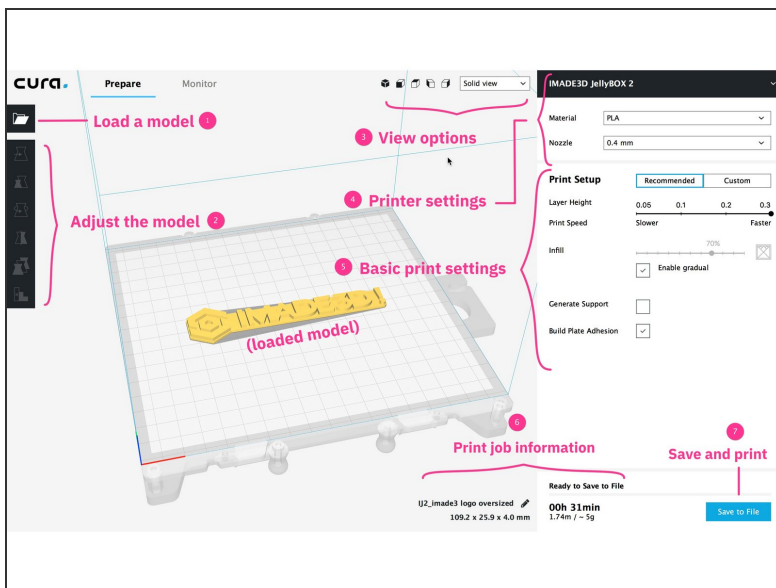 cura.
Prepare
Monitor
Solid view
IMADE3D JellyBOX 2
Load a model 1
3 View options
Material
PLA
Nozzle
0.4 mm
Adjust the model 2
4 Printer settings
5 Basic print settings
Print Setup
Recommended
Custom
Layer Height
0.05 0.1 0.2 0.3
Print Speed
Slower
Faster
Infill
70%
Enable gradual
Generate Support
Build Plate Adhesion
IMADE3D!
(loaded model)
6
Print job information
7
Save and print
Ready to Save to File
IJ2_imade3 logo oversized
109.2 x 25.9 x 4.0 mm
00h 31min
1.74m / ~ 5g
Save to File